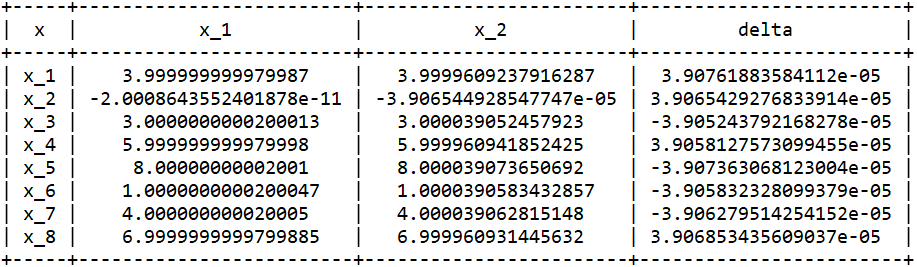 +-----+-------------------------+------------------------+------------------------+
| x | x_1 | x_2 | delta |
+-----+-------------------------+------------------------+------------------------+
| x_1 | 3.999999999979987 | 3.9999609237916287 | 3.90761883584112e-05 |
| x_2 | -2.0008643552401878e-11 | -3.906544928547747e-05 | 3.9065429276833914e-05 |
| x_3 | 3.0000000000200013 | 3.000039052457923 | -3.905243792168278e-05 |
| x_4 | 5.999999999979998 | 5.999960941852425 | 3.9058127573099455e-05 |
| x_5 | 8.00000000002001 | 8.000039073650692 | -3.907363068123004e-05 |
| x_6 | 1.0000000000200047 | 1.0000390583432857 | -3.905832328099379e-05 |
| x_7 | 4.000000000020005 | 4.000039062815148 | -3.906279514254152e-05 |
| x_8 | 6.9999999999799885 | 6.999960931445632 | 3.906853435609037e-05 |
+-----+-------------------------+------------------------+------------------------+